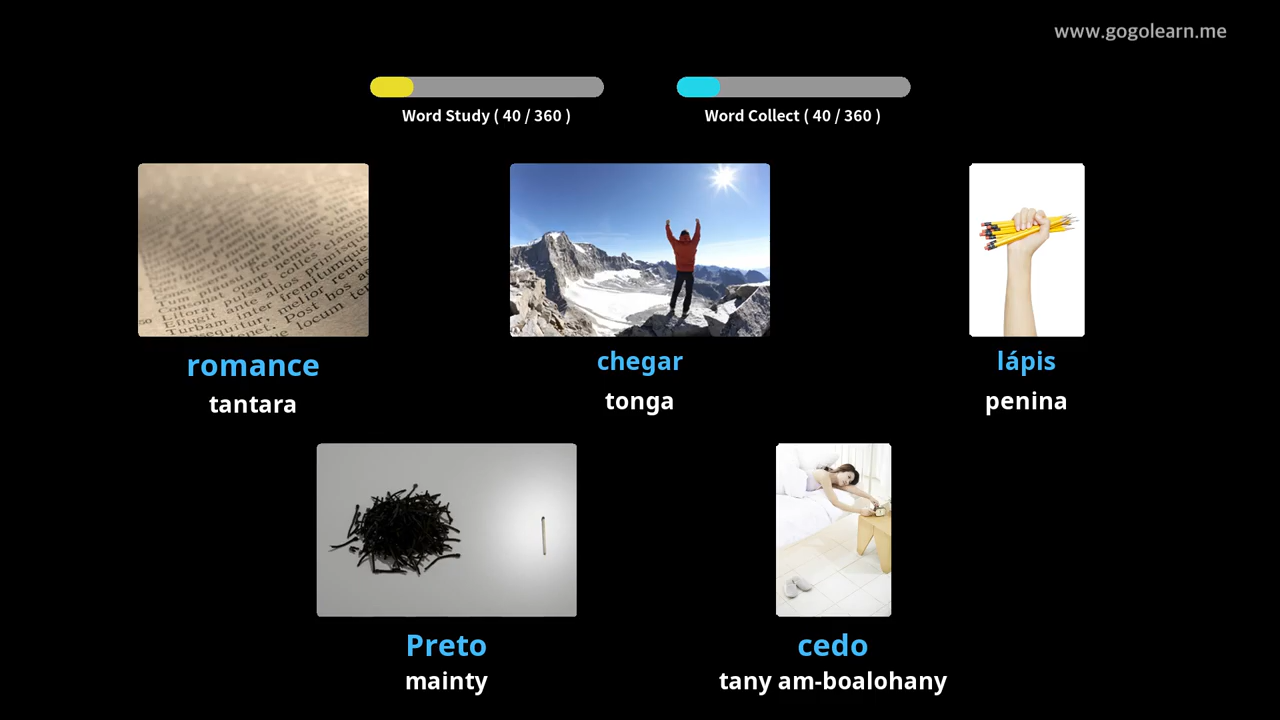 www.gogolearn.me
Word Study ( 40 / 360 )
Word Collect ( 40 / 360 )
romance
tantara
chegar
tonga
lápis
penina
Preto
mainty
cedo
tany am-boalohany